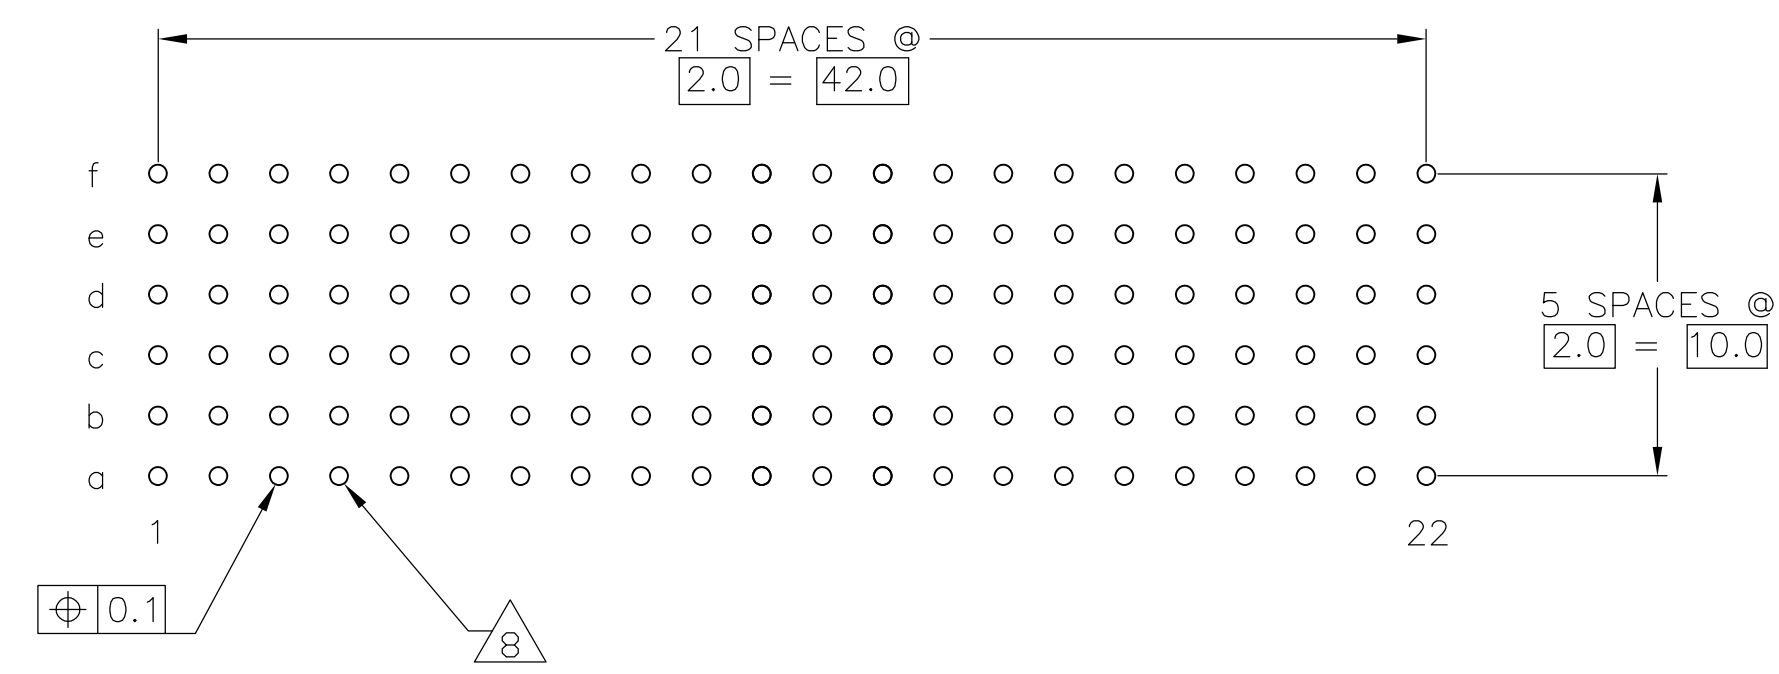 21 SPACES @
2.0 = 42.0
f
e
d
5 SPACES @
2.0 = 10.0
c
b
a
1
22
⌖ 0.1
8